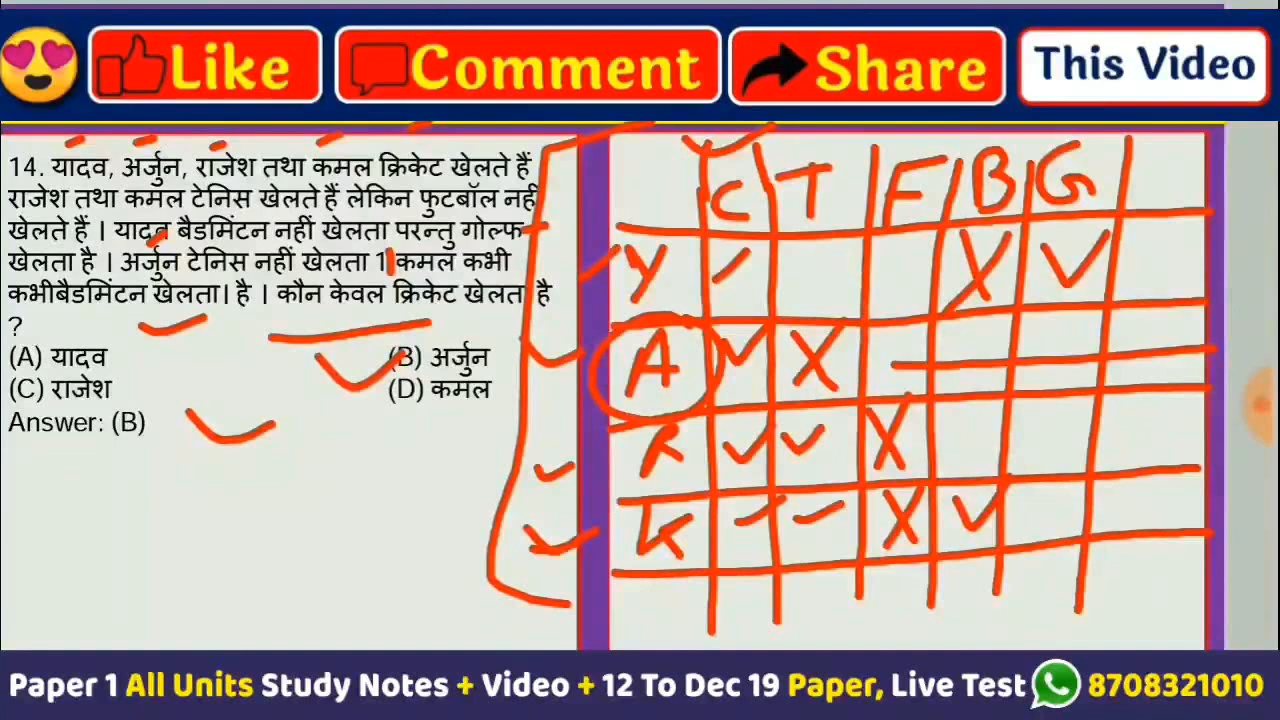 Like
Comment
Share
This Video
14. यादव, अर्जुन, राजेश तथा कमल क्रिकेट खेलते हैं
राजेश तथा कमल टेनिस खेलते हैं लेकिन फुटबॉल नहीं
खेलते हैं । यादव बैडमिंटन नहीं खेलता परन्तु गोल्फ
खेलता है । अर्जुन टेनिस नहीं खेलता 1 कमल कभी
कभीबैडमिंटन खेलता। है । कौन केवल क्रिकेट खेलता है
?
(A) यादव (B) अर्जुन
(C) राजेश (D) कमल
Answer: (B)
C T F B G
Y ✓ X ✓
A ✓ X
R ✓ ✓ X
K ✓ ✓ X ✓
Paper 1 All Units Study Notes + Video + 12 To Dec 19 Paper, Live Test 8708321010